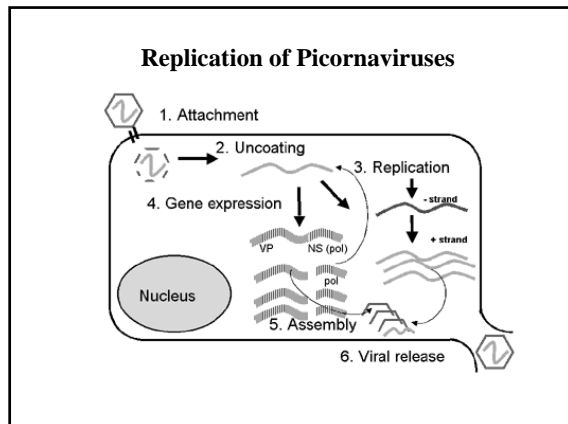 Replication of Picornaviruses
1. Attachment
2. Uncoating
3. Replication
- strand
4. Gene expression
+ strand
VP
NS (pol)
pol
Nucleus
5. Assembly
6. Viral release